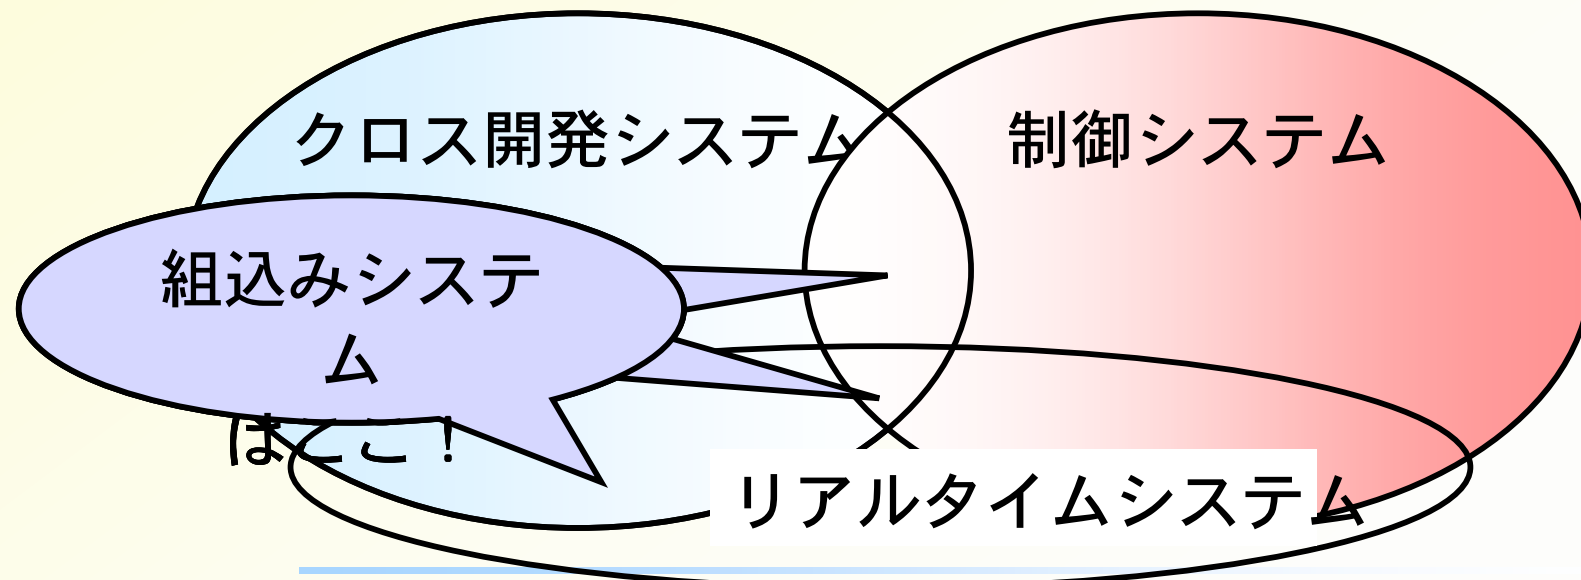 クロス開発システム
制御システム
組込みシステ
ム
はここ！
リアルタイムシステム